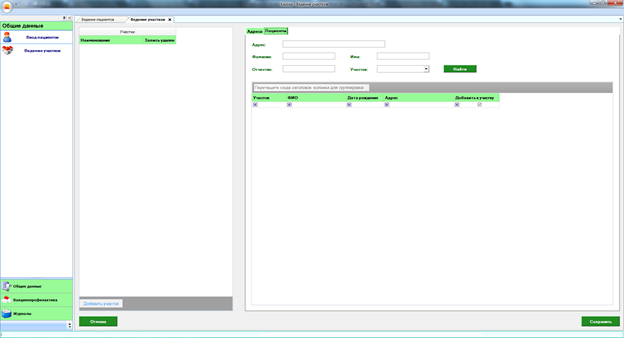 Общие данные
Ввод пациентов
Ведение участков
Ведение пациентов
Ведение участков
Участки
Наименование
Запись удален
Добавить участок
Адреса
Пациенты
Адрес:
Фамилия:
Имя:
Отчество:
Участок:
Найти
Перетащите сюда заголовок колонки для группировки
Участок
ФИО
Дата рождения
Адрес
Добавить к участку
Общие данные
Вакцинопрофилактика
Журналы
Отмена
Сохранить